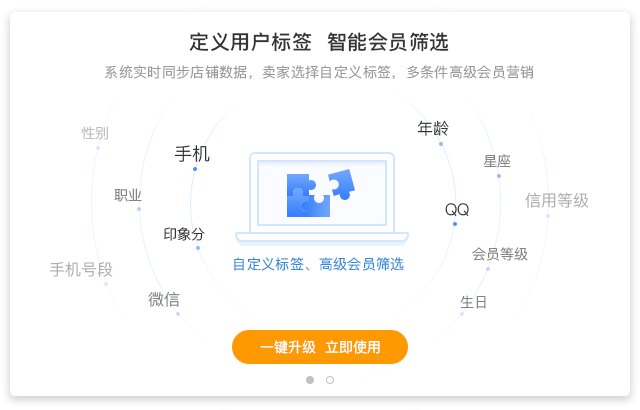 定义用户标签 智能会员筛选
系统实时同步店铺数据，卖家选择自定义标签，多条件高级会员营销
年龄
性别
手机
星座
职业
信用等级
QQ
印象分
会员等级
自定义标签、高级会员筛选
手机号段
微信
生日
一键升级 立即使用